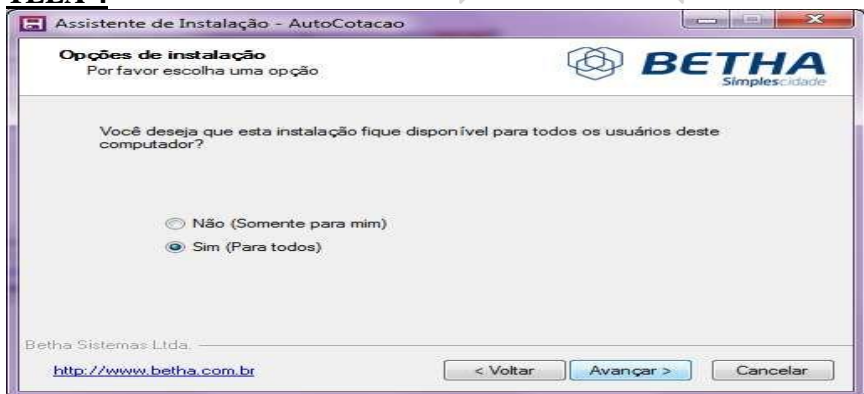 TELA 4
Assistente de Instalação - AutoCotacao
Opções de instalação
Por favor escolha uma opção
BETHA
Simplescidade
Você deseja que esta instalação fique disponível para todos os usuários deste
computador?
Não (Somente para mim)
Sim (Para todos)
Betha Sistemas Ltda.
http://www.betha.com.br
< Voltar
Avançar >
Cancelar